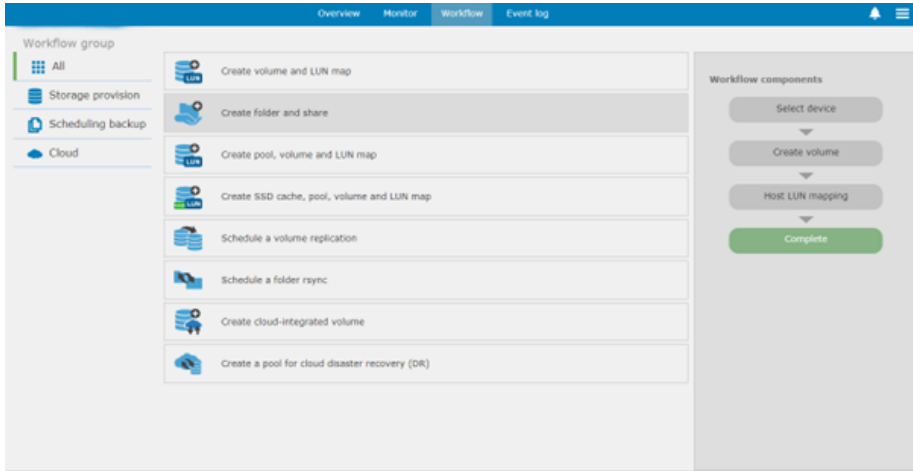 Overview Monitor Workflow Event log
Workflow group
All
Storage provision
Scheduling backup
Cloud
LUN
Create volume and LUN map
Create folder and share
LUN
Create pool, volume and LUN map
LUN
Create SSD cache, pool, volume and LUN map
Schedule a volume replication
Schedule a folder rsync
Create cloud-integrated volume
Create a pool for cloud disaster recovery (DR)
Workflow components
Select device
Create volume
Host LUN mapping
Complete